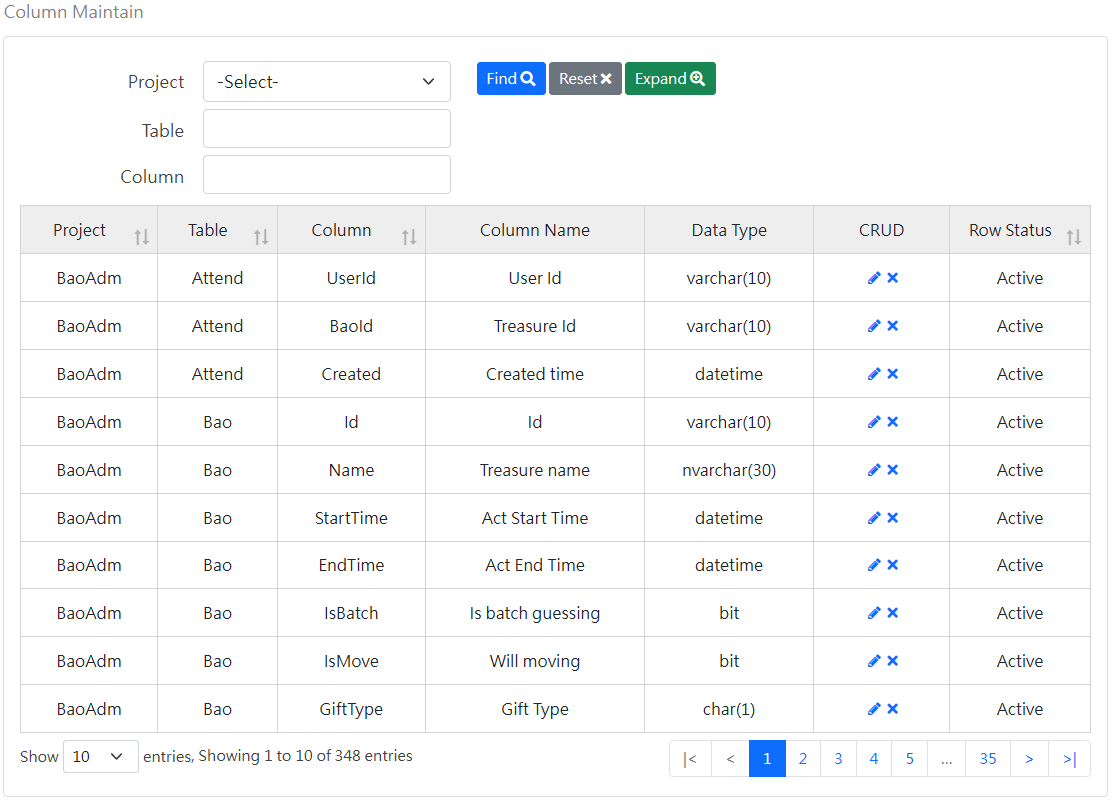 Column Maintain
Project -Select- Find Reset Expand
Table
Column
Project Table Column Column Name Data Type CRUD Row Status
BaoAdm Attend UserId User Id varchar(10) Active
BaoAdm Attend BaoId Treasure Id varchar(10) Active
BaoAdm Attend Created Created time datetime Active
BaoAdm Bao Id Id varchar(10) Active
BaoAdm Bao Name Treasure name nvarchar(30) Active
BaoAdm Bao StartTime Act Start Time datetime Active
BaoAdm Bao EndTime Act End Time datetime Active
BaoAdm Bao IsBatch Is batch guessing bit Active
BaoAdm Bao IsMove Will moving bit Active
BaoAdm Bao GiftType Gift Type char(1) Active
Show 10 entries, Showing 1 to 10 of 348 entries |< < 1 2 3 4 5 ... 35 > >|